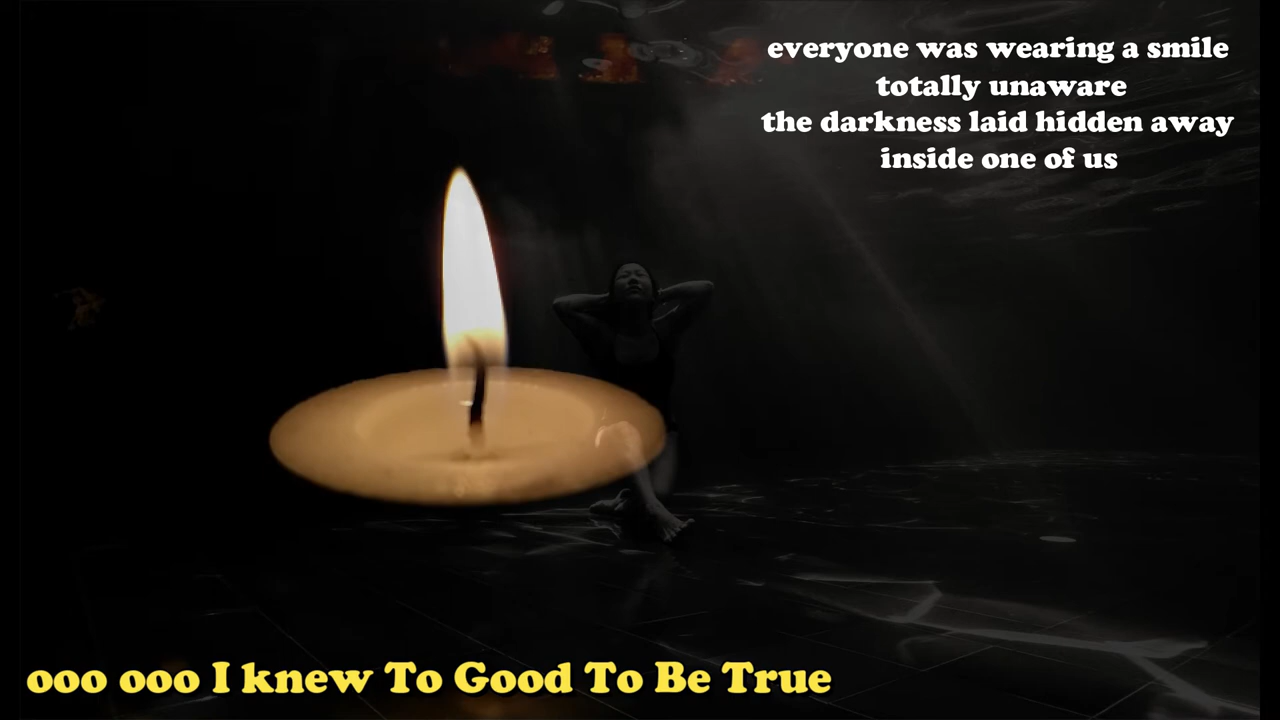 everyone was wearing a smile
totally unaware
the darkness laid hidden away
inside one of us
ooo ooo I knew To Good To Be True